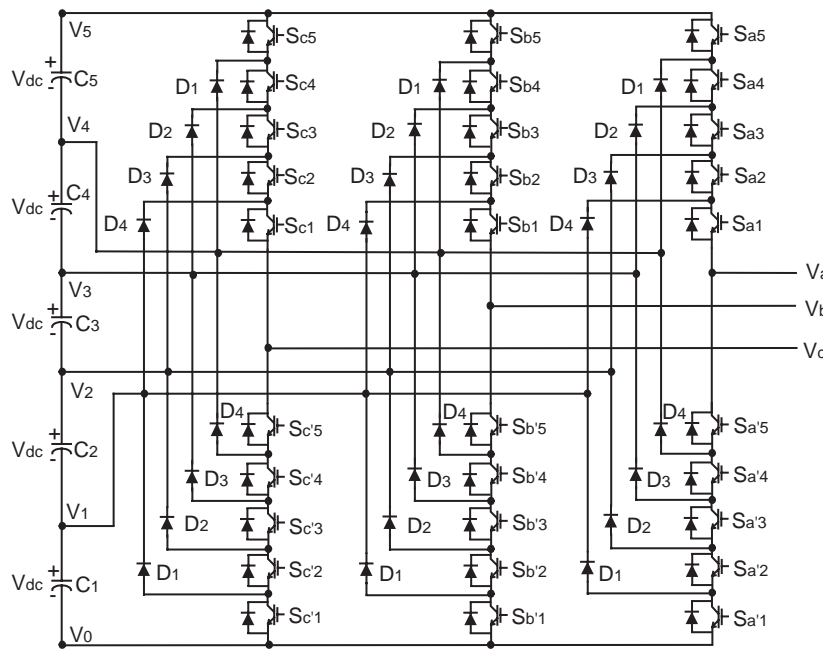 V5 Sc5 Sb5 Sa5
Vdc + - C5 D1 Sc4 D1 Sb4 D1 Sa4
V4 D2 Sc3 D2 Sb3 D2 Sa3
D3 Sc2 D3 Sb2 D3 Sa2
Vdc + - C4 D4 Sc1 D4 Sb1 D4 Sa1
Va
V3
Vb
Vdc + - C3
Vc
V2
D4 Sc'5 D4 Sb'5 D4 Sa'5
Vdc + - C2 D3 Sc'4 D3 Sb'4 D3 Sa'4
V1 D2 Sc'3 D2 Sb'3 D2 Sa'3
Vdc + - C1 D1 Sc'2 D1 Sb'2 D1 Sa'2
V0 Sc'1 Sb'1 Sa'1